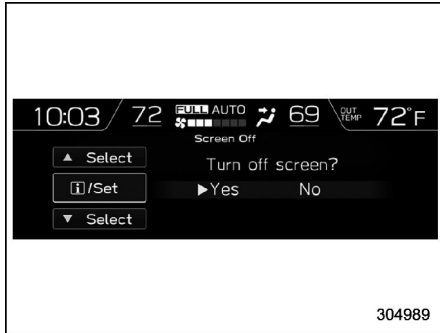 10:03 72 FULL AUTO 69 OUT TEMP 72°F
Screen Off
▲ Select
Turn off screen?
i/Set
▶Yes No
▼ Select
304989